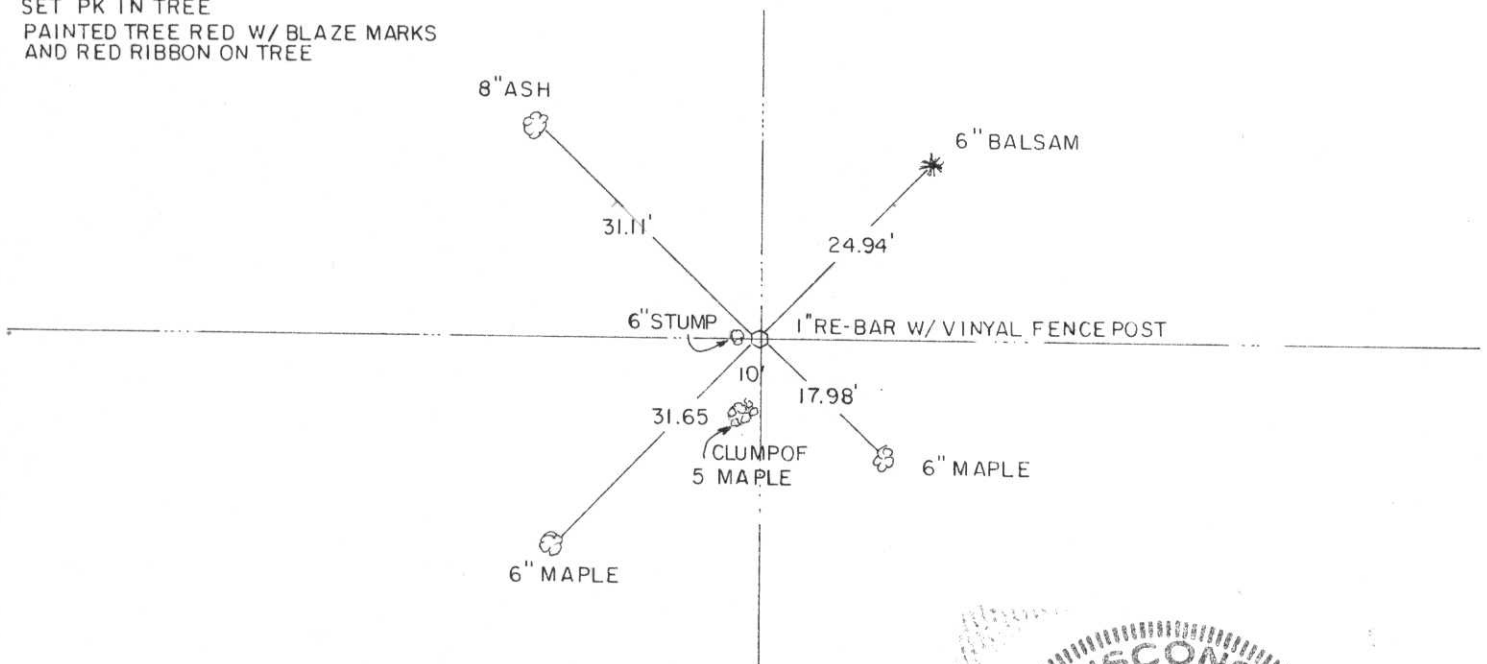 SET PK IN TREE
PAINTED TREE RED W/ BLAZE MARKS
AND RED RIBBON ON TREE
8" ASH
6" BALSAM
31.11'
24.94'
6" STUMP
1" RE-BAR W/ VINYAL FENCE POST
10'
17.98'
31.65
CLUMP OF
5 MAPLE
6" MAPLE
6" MAPLE